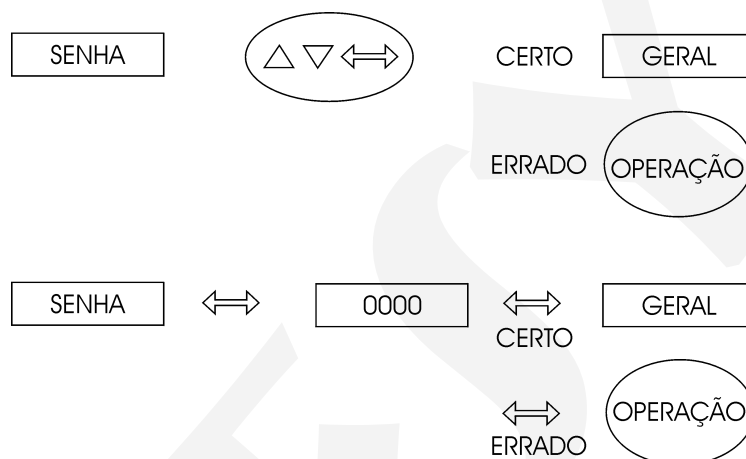 SENHA CERTO GERAL
ERRADO OPERAÇÃO
SENHA 0000 GERAL
CERTO
OPERAÇÃO
ERRADO